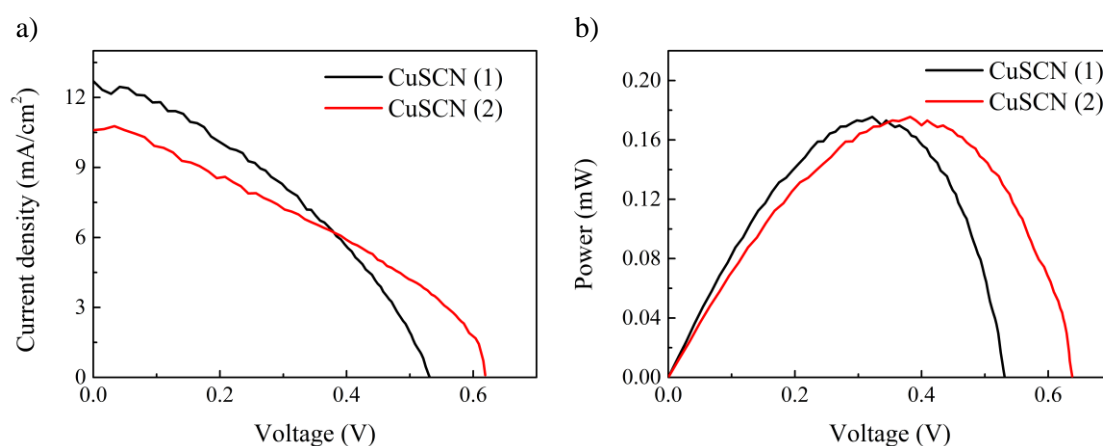 a)
Current density (mA/cm²)
12
9
6
3
0
CuSCN (1)
CuSCN (2)
0.0
0.2
0.4
0.6
Voltage (V)
b)
Power (mW)
0.20
0.16
0.12
0.08
0.04
0.00
CuSCN (1)
CuSCN (2)
0.0
0.2
0.4
0.6
Voltage (V)